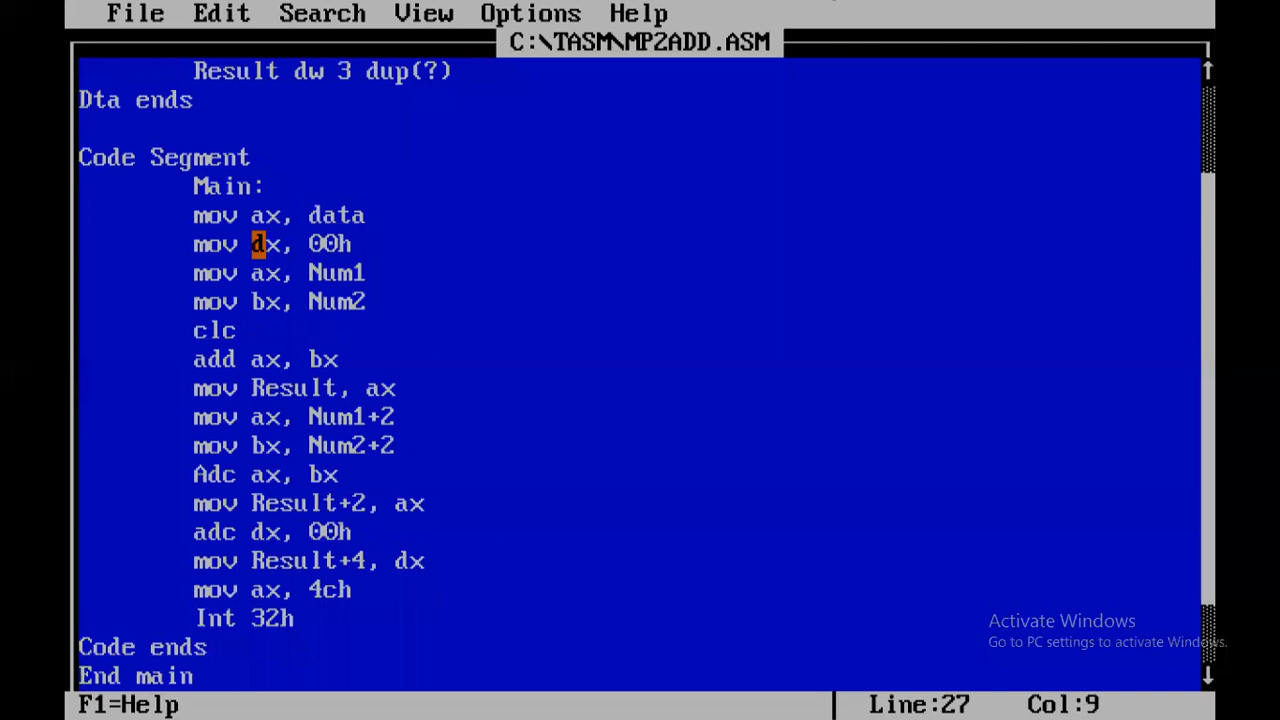 File Edit Search View Options Help
C:\TASM\MP2ADD.ASM
Result dw 3 dup(?)
Dta ends
Code Segment
Main:
mov ax, data
mov dx, 00h
mov ax, Num1
mov bx, Num2
clc
add ax, bx
mov Result, ax
mov ax, Num1+2
mov bx, Num2+2
Adc ax, bx
mov Result+2, ax
adc dx, 00h
mov Result+4, dx
mov ax, 4ch
Int 32h
Code ends
End main
Activate Windows
Go to PC settings to activate Windows.
F1=Help Line:27 Col:9